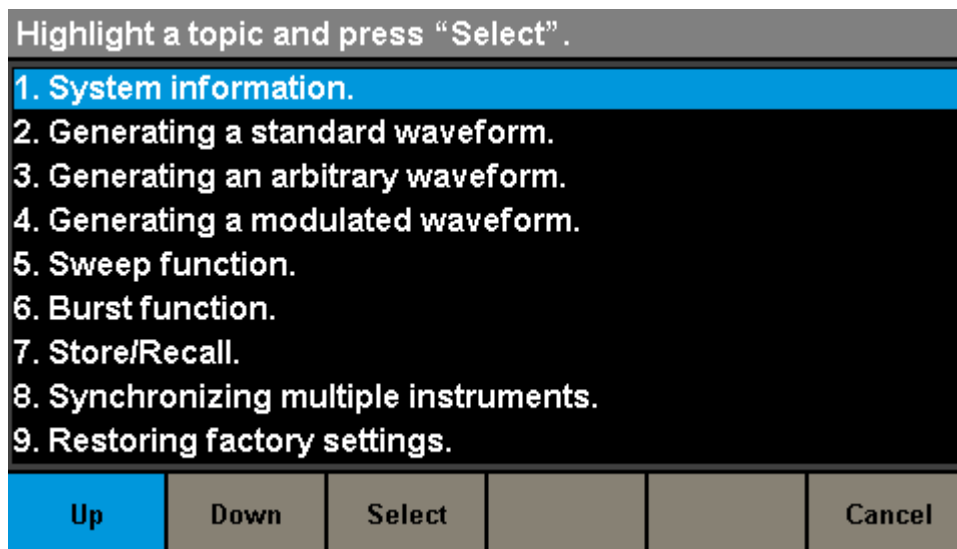 Highlight a topic and press “Select”.
1. System information.
2. Generating a standard waveform.
3. Generating an arbitrary waveform.
4. Generating a modulated waveform.
5. Sweep function.
6. Burst function.
7. Store/Recall.
8. Synchronizing multiple instruments.
9. Restoring factory settings.
Up Down Select Cancel